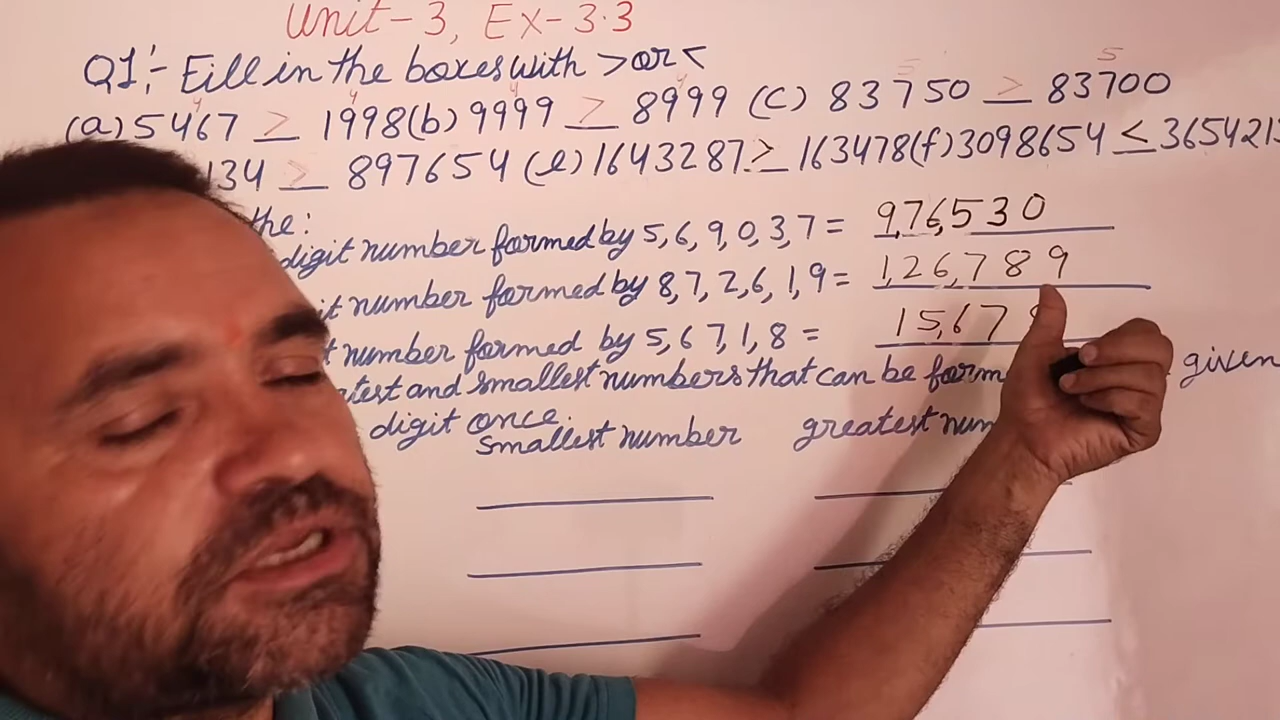 Unit-3, Ex-3.3
Q1:- Fill in the boxes with > or <
(a) 5467 > 1998 (b) 9999 > 8999 (c) 83750 > 83700
134 > 897654 (e) 1643287 > 163478 (f) 3098654 < 3654213
the:
digit number formed by 5,6,9,0,3,7 = 9,76,530
it number formed by 8,7,2,6,1,9 = 1,26,789
t number formed by 5,6 7,1,8 = 15,678
atest and smallest numbers that can be form given
digit once.
smallest number greatest num